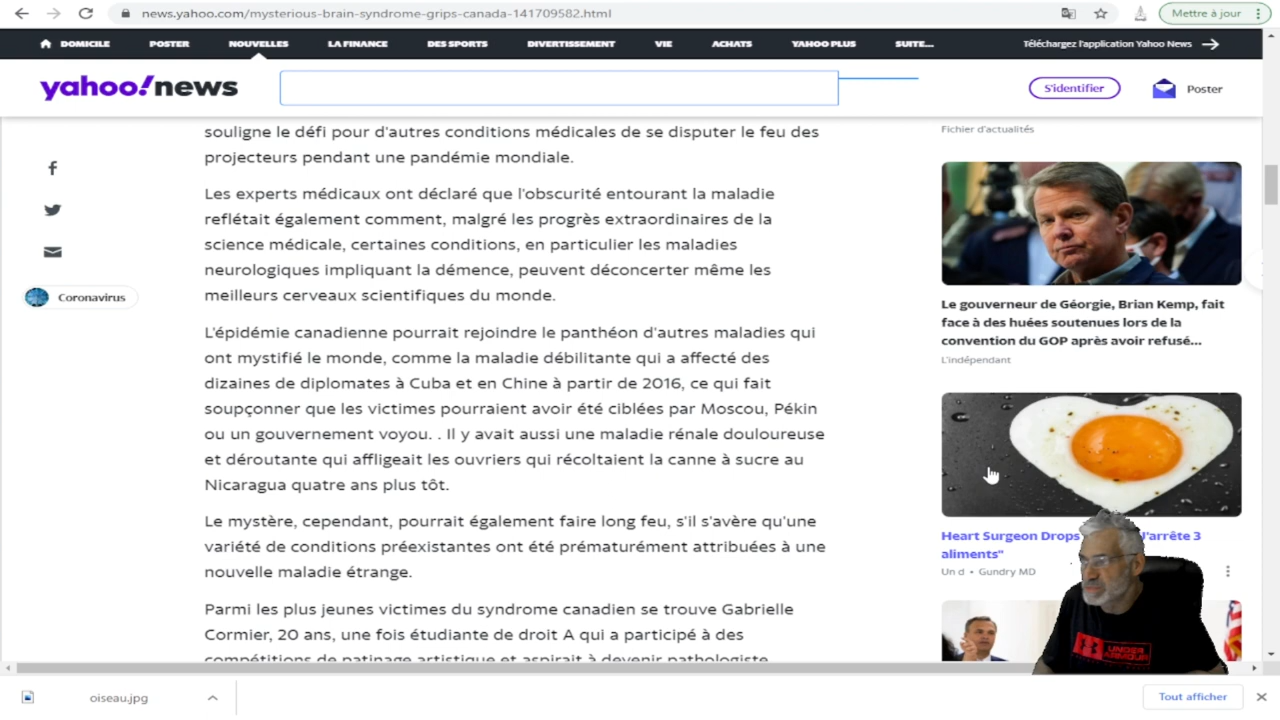 news.yahoo.com/mysterious-brain-syndrome-grips-canada-141709582.html
Mettre à jour
DOMICILE POSTER NOUVELLES LA FINANCE DES SPORTS DIVERTISSEMENT VIE ACHATS YAHOO PLUS SUITE... Téléchargez l'application Yahoo News
yahoo!news
S'identifier
Poster
souligne le défi pour d'autres conditions médicales de se disputer le feu des
projecteurs pendant une pandémie mondiale.
Les experts médicaux ont déclaré que l'obscurité entourant la maladie
reflétait également comment, malgré les progrès extraordinaires de la
science médicale, certaines conditions, en particulier les maladies
neurologiques impliquant la démence, peuvent déconcerter même les
meilleurs cerveaux scientifiques du monde.
Coronavirus
L'épidémie canadienne pourrait rejoindre le panthéon d'autres maladies qui
ont mystifié le monde, comme la maladie débilitante qui a affecté des
dizaines de diplomates à Cuba et en Chine à partir de 2016, ce qui fait
soupçonner que les victimes pourraient avoir été ciblées par Moscou, Pékin
ou un gouvernement voyou. . Il y avait aussi une maladie rénale douloureuse
et déroutante qui affligeait les ouvriers qui récoltaient la canne à sucre au
Nicaragua quatre ans plus tôt.
Le mystère, cependant, pourrait également faire long feu, s'il s'avère qu'une
variété de conditions préexistantes ont été prématurément attribuées à une
nouvelle maladie étrange.
Parmi les plus jeunes victimes du syndrome canadien se trouve Gabrielle
Cormier, 20 ans, une fois étudiante de droit A qui a participé à des
compétitions de patinage artistique et aspirait à devenir pathologiste
Fichier d'actualités
Le gouverneur de Géorgie, Brian Kemp, fait
face à des huées soutenues lors de la
convention du GOP après avoir refusé...
L'indépendant
Heart Surgeon Drops J'arrête 3
aliments"
Un d • Gundry MD
UNDER ARMOUR
oiseau.jpg
Tout afficher